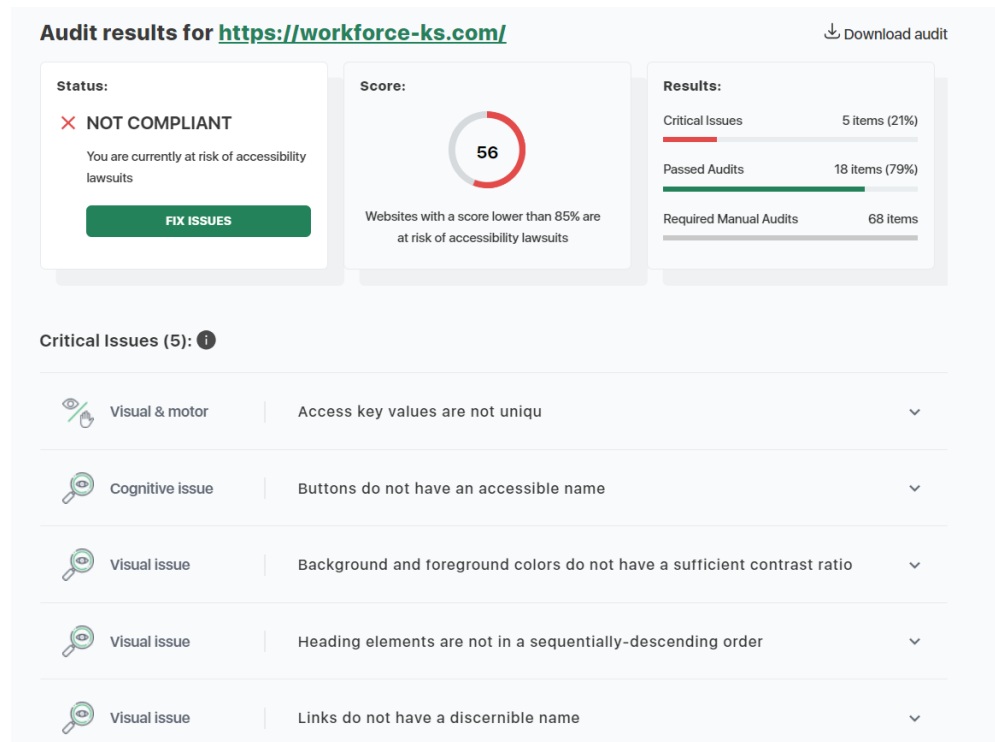 Audit results for https://workforce-ks.com/
Download audit
Status:
NOT COMPLIANT
You are currently at risk of accessibility
lawsuits
FIX ISSUES
Score:
56
Websites with a score lower than 85% are
at risk of accessibility lawsuits
Results:
Critical Issues 5 items (21%)
Passed Audits 18 items (79%)
Required Manual Audits 68 items
Critical Issues (5):
Visual & motor Access key values are not uniqu
Cognitive issue Buttons do not have an accessible name
Visual issue Background and foreground colors do not have a sufficient contrast ratio
Visual issue Heading elements are not in a sequentially-descending order
Visual issue Links do not have a discernible name